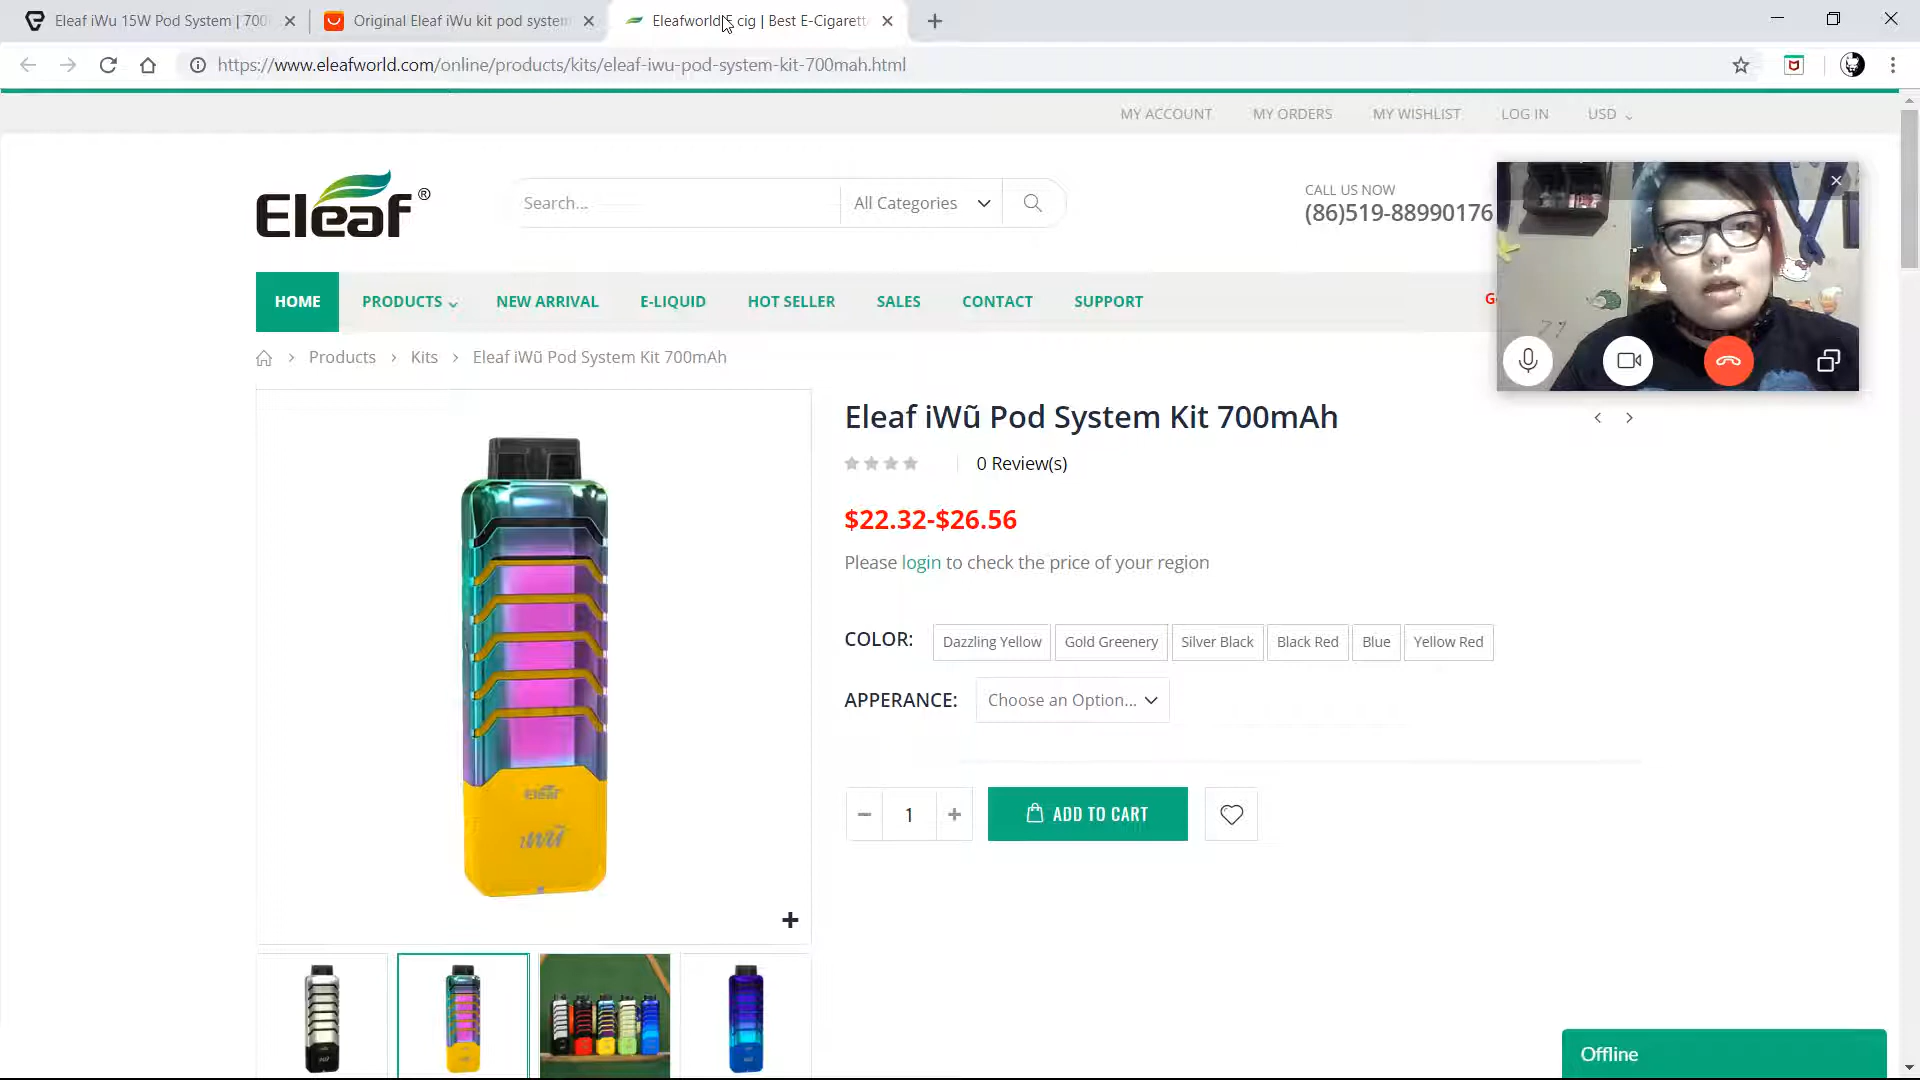 Eleaf iWu 15W Pod System | 700
Original Eleaf iWu kit pod system
Eleafworld E cig | Best E-Cigarett
https://www.eleafworld.com/online/products/kits/eleaf-iwu-pod-system-kit-700mah.html
MY ACCOUNT MY ORDERS MY WISHLIST LOG IN USD
Eleaf®
Search...
All Categories
CALL US NOW
(86)519-88990176
HOME PRODUCTS NEW ARRIVAL E-LIQUID HOT SELLER SALES CONTACT SUPPORT
Products > Kits > Eleaf iWũ Pod System Kit 700mAh
Eleaf iWũ Pod System Kit 700mAh
0 Review(s)
$22.32-$26.56
Please login to check the price of your region
COLOR: Dazzling Yellow Gold Greenery Silver Black Black Red Blue Yellow Red
APPERANCE: Choose an Option...
Eleaf
iWũ
1
ADD TO CART
Offline